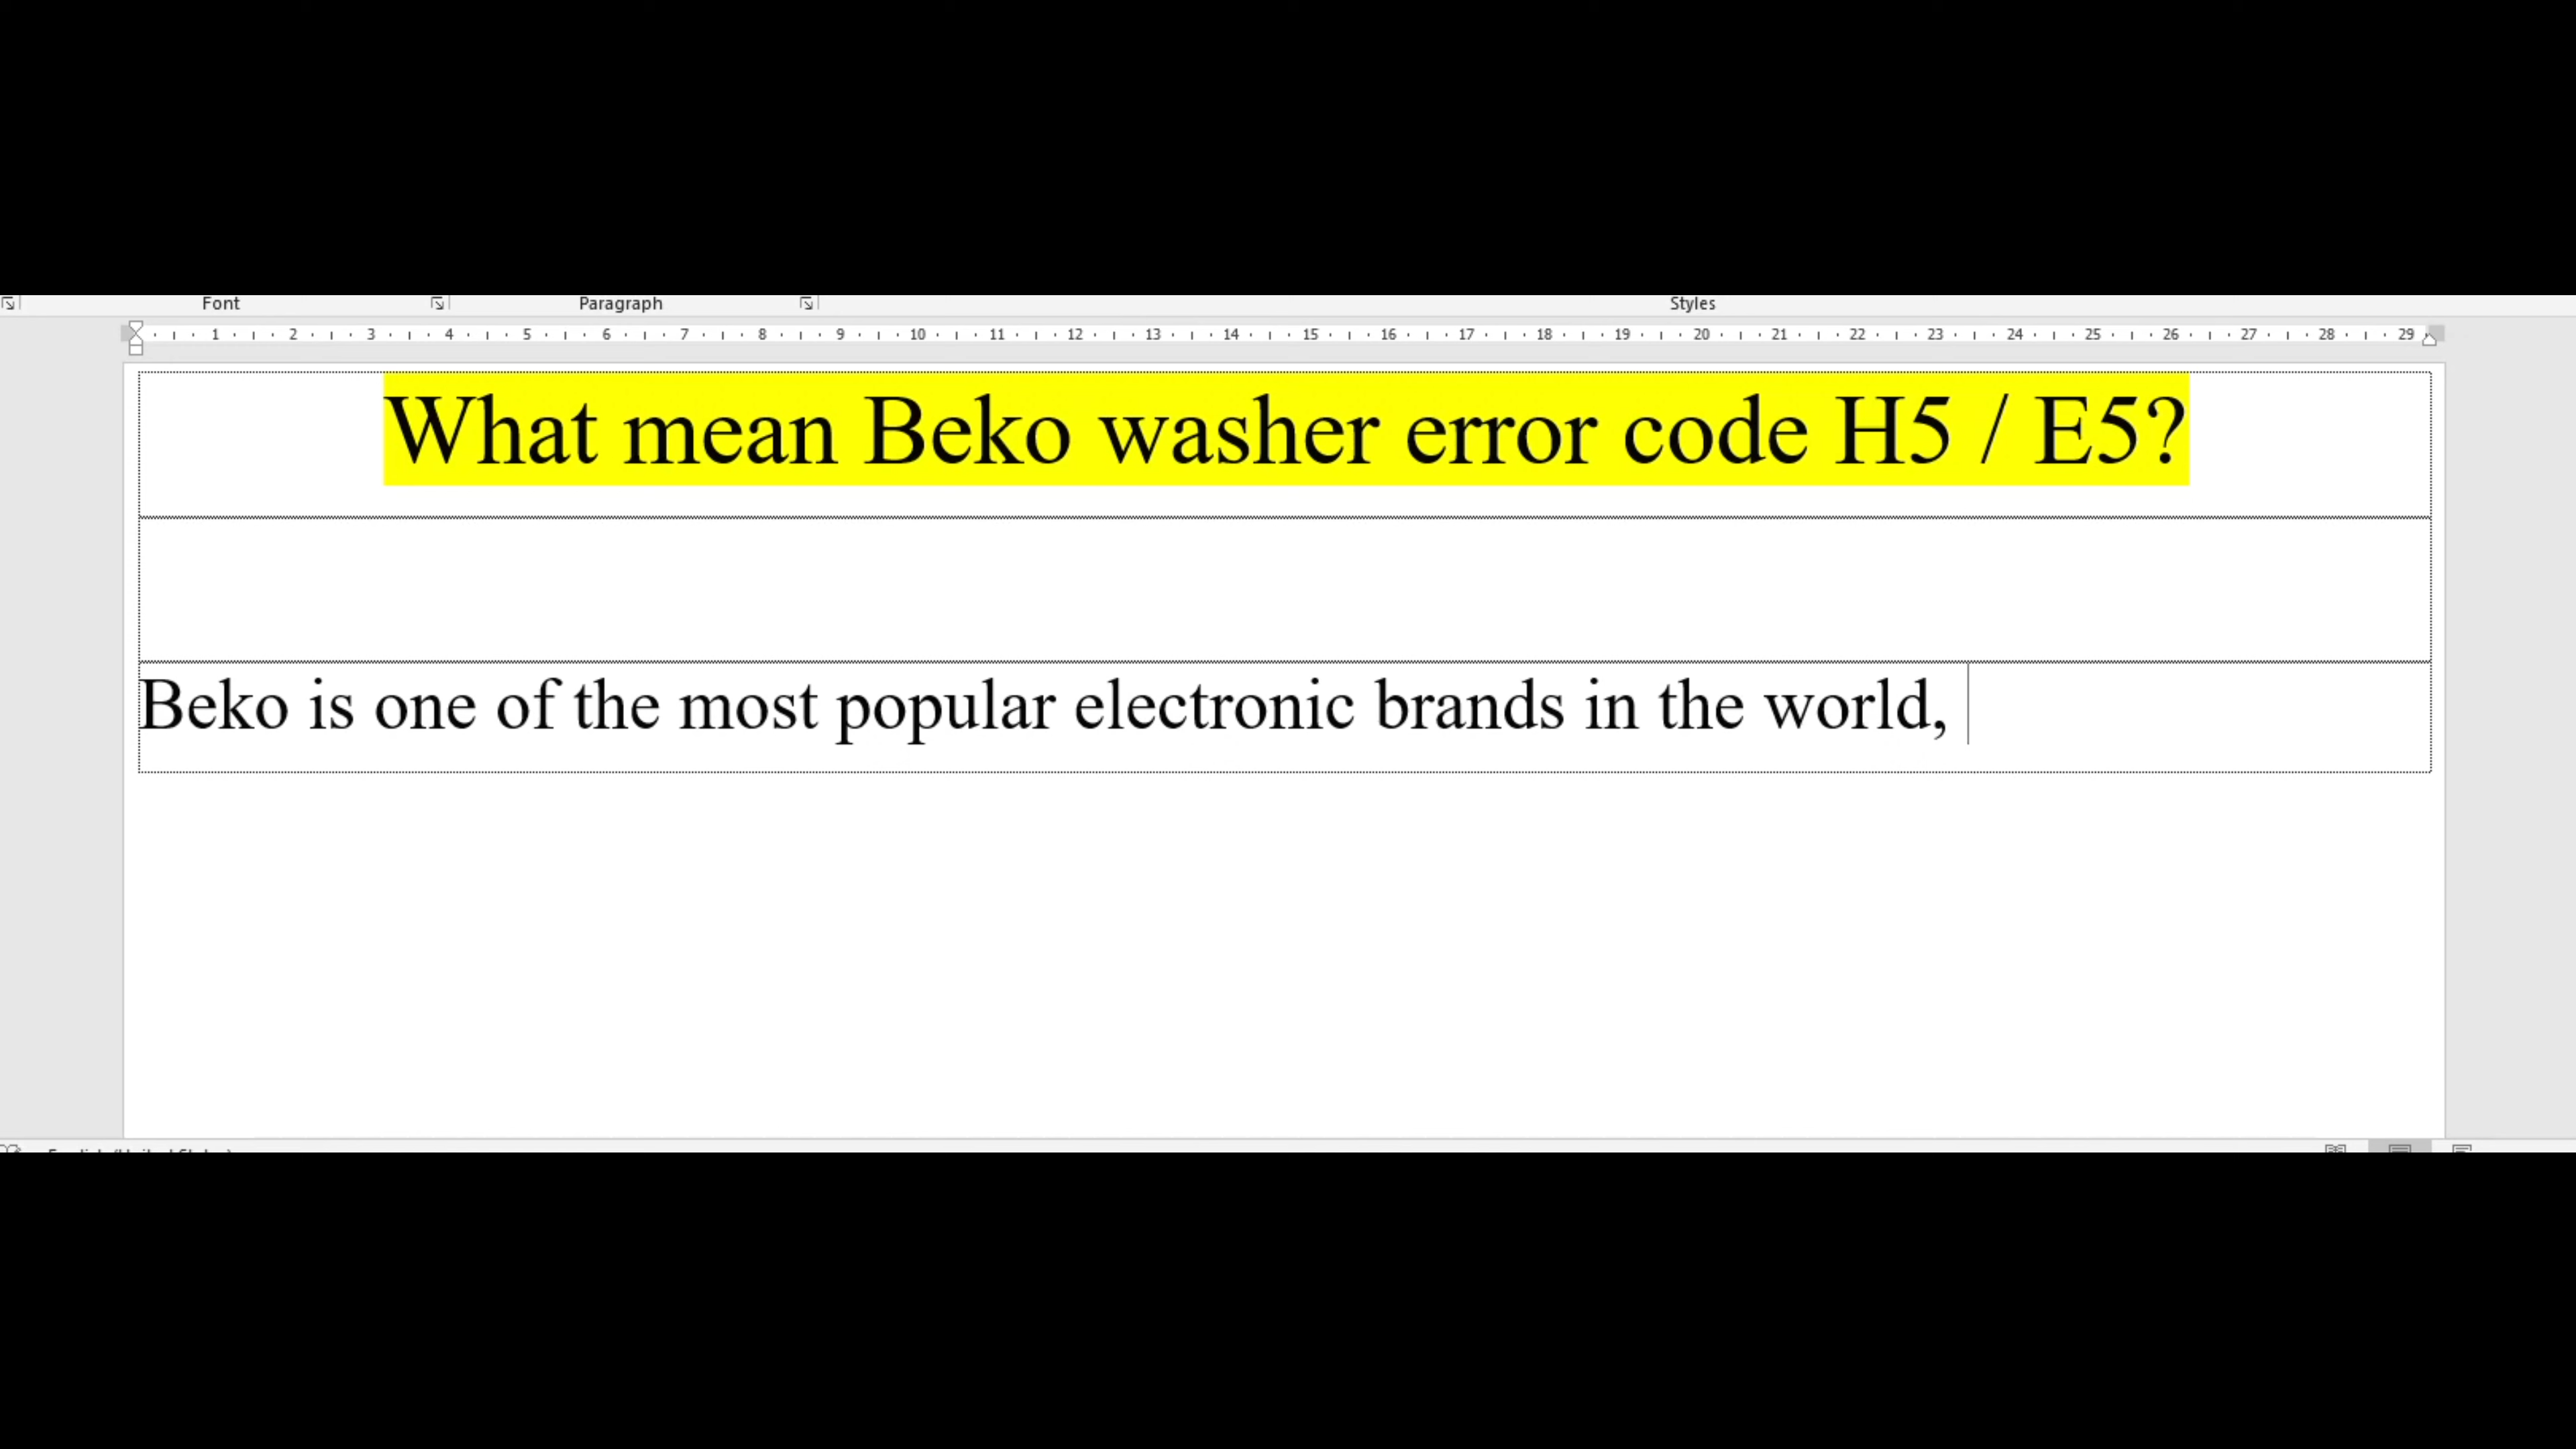 Font Paragraph Styles
1 2 3 4 5 6 7 8 9 10 11 12 13 14 15 16 17 18 19 20 21 22 23 24 25 26 27 28 29
What mean Beko washer error code H5 / E5?
Beko is one of the most popular electronic brands in the world,